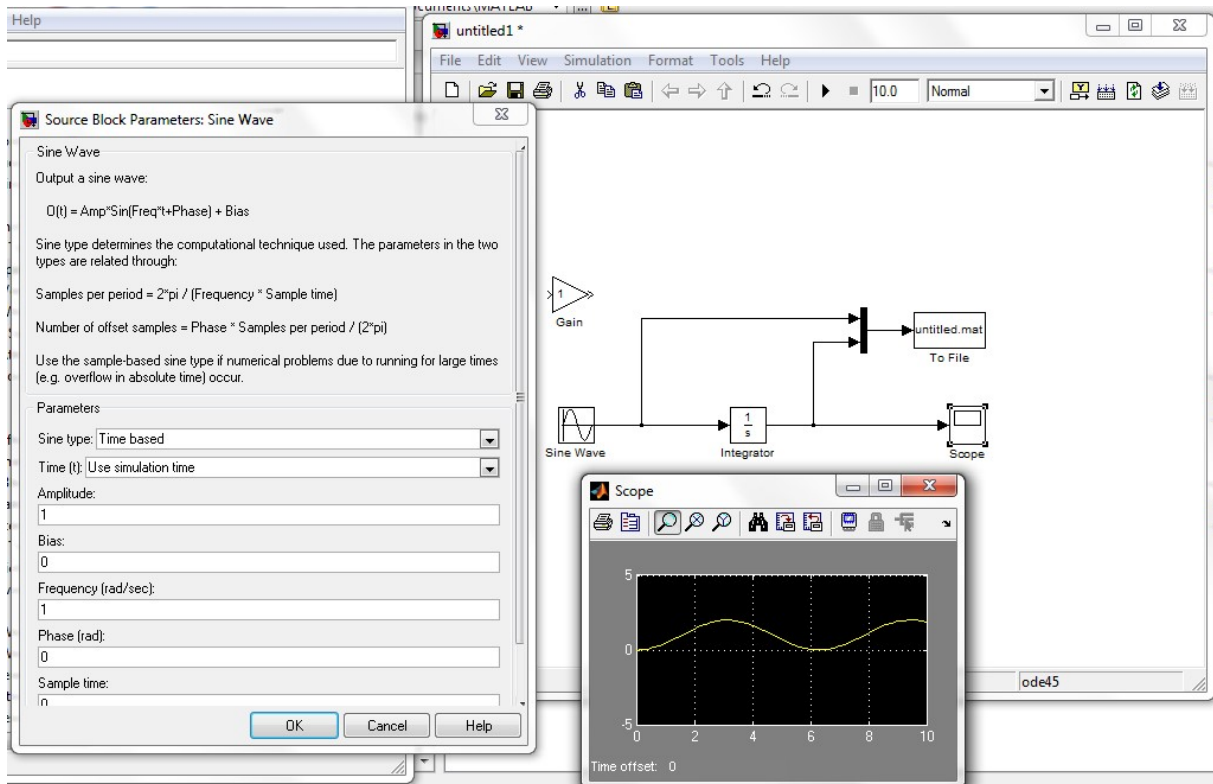 Help
untitled1 *
File Edit View Simulation Format Tools Help
10.0 Normal
Source Block Parameters: Sine Wave
Sine Wave
Output a sine wave:
O(t) = Amp*Sin(Freq*t+Phase) + Bias
Sine type determines the computational technique used. The parameters in the two
types are related through:
Samples per period = 2*pi / (Frequency * Sample time)
Number of offset samples = Phase * Samples per period / (2*pi)
Use the sample-based sine type if numerical problems due to running for large times
(e.g. overflow in absolute time) occur.
Parameters
Sine type: Time based
Time (t): Use simulation time
Amplitude:
1
Bias:
0
Frequency (rad/sec):
1
Phase (rad):
0
Sample time:
0
OK Cancel Help
1
Gain
untitled.mat
To File
Sine Wave
1
s
Integrator
Scope
Scope
5
0
-5
0 2 4 6 8 10
Time offset: 0
ode45